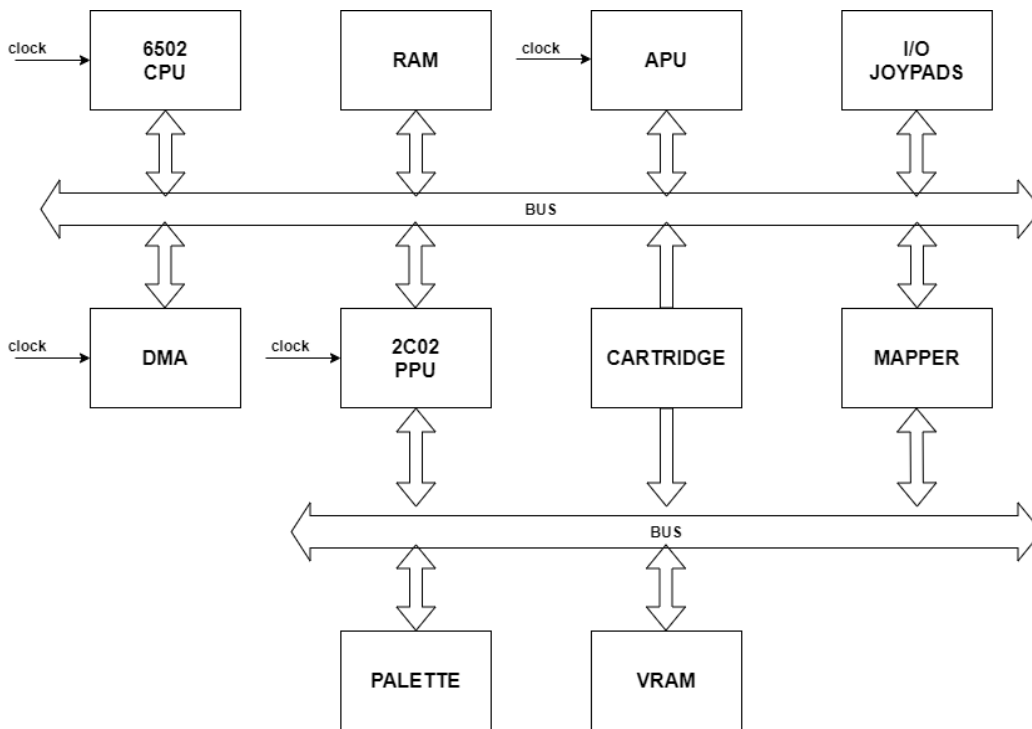 clock
6502
CPU
RAM
clock
APU
I/O
JOYPADS
BUS
clock
DMA
clock
2C02
PPU
CARTRIDGE
MAPPER
BUS
PALETTE
VRAM